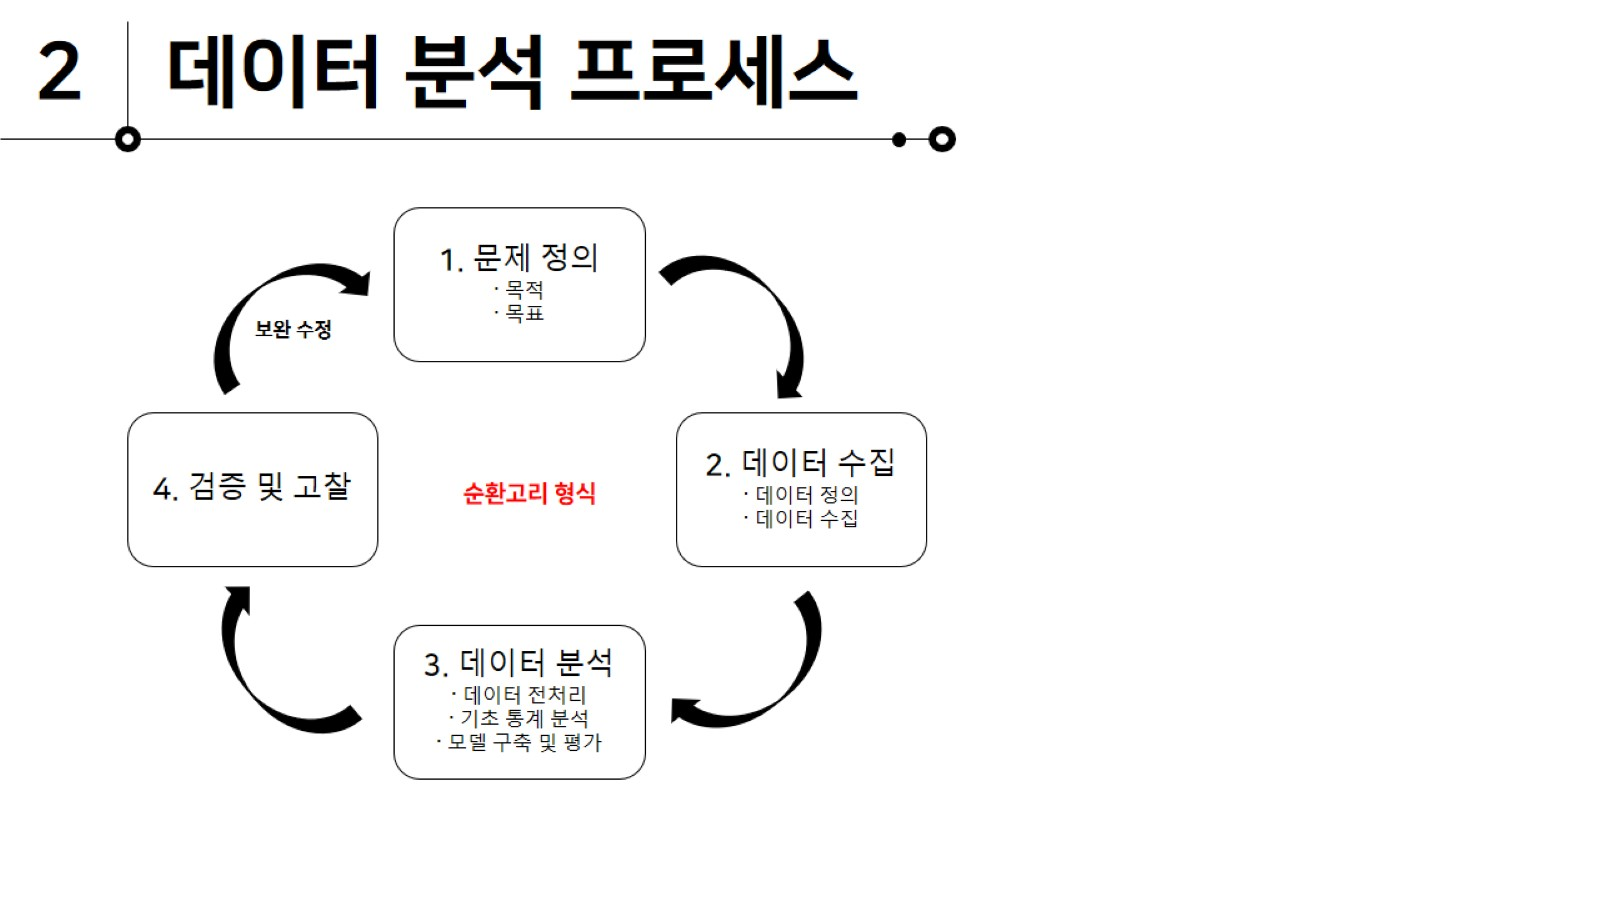 2
데이터 분석 프로세스
1. 문제 정의
· 목적
· 목표
보완 수정
2. 데이터 수집
· 데이터 정의
· 데이터 수집
4. 검증 및 고찰
순환고리 형식
3. 데이터 분석
· 데이터 전처리
· 기초 통계 분석
· 모델 구축 및 평가